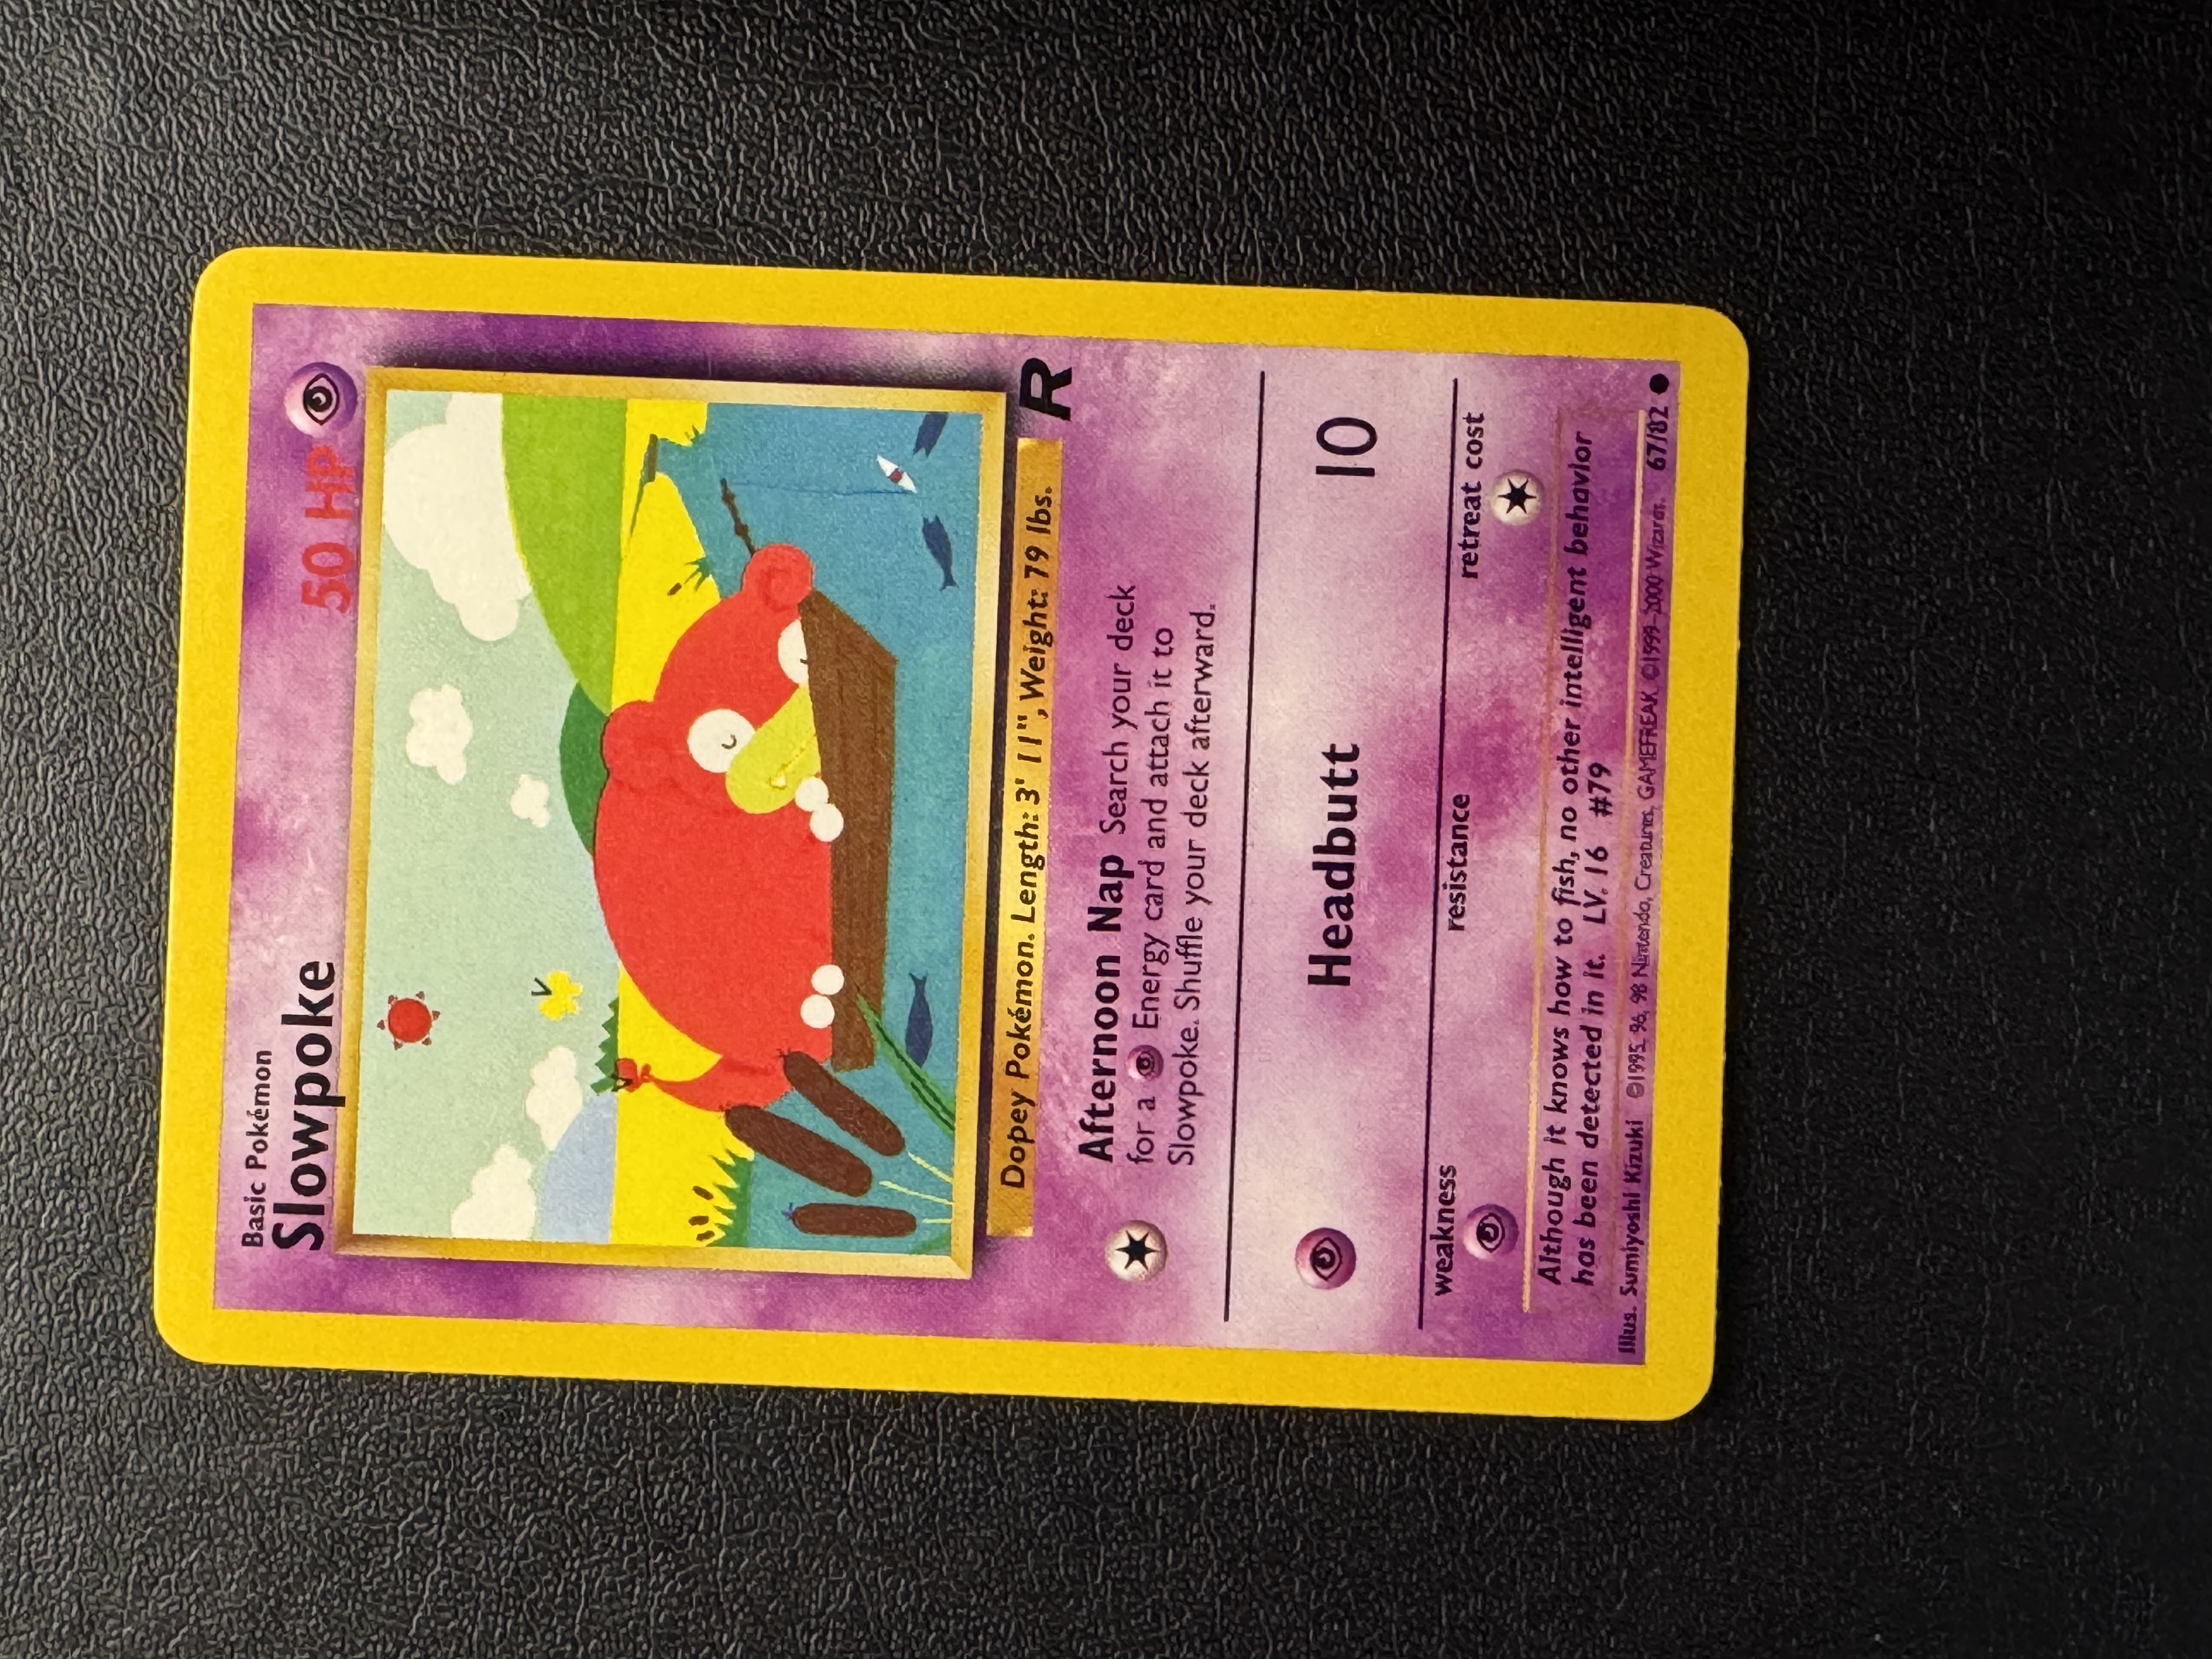 Basic Pokémon
Slowpoke 50 HP
Dopey Pokémon. Length: 3' 11", Weight: 79 lbs.
R
Afternoon Nap Search your deck
for a Energy card and attach it to
Slowpoke. Shuffle your deck afterward.
Headbutt 10
weakness resistance retreat cost
Although it knows how to fish, no other intelligent behavior
has been detected in it. LV. 16 #79
Illus. Sumiyoshi Kizuki ©1995, 96, 98 Nintendo, Creatures, GAMEFREAK. ©1999-2000 Wizards. 67/82